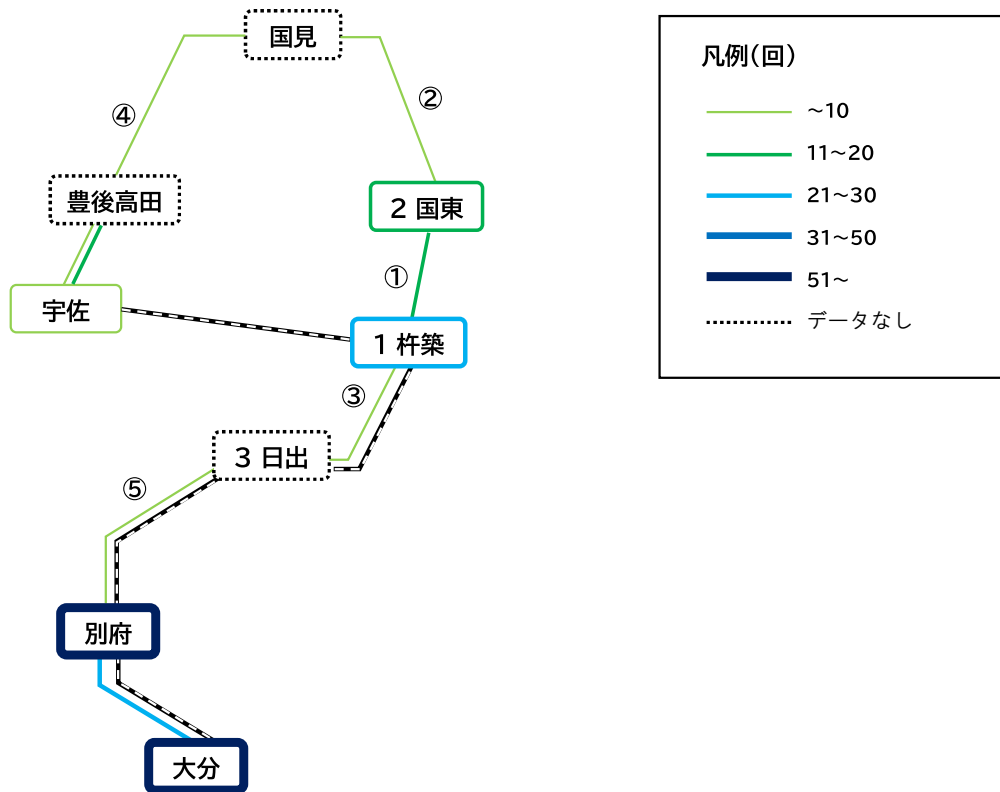 国見
凡例(回)
④
②
～10
11～20
豊後高田
2 国東
21～30
31～50
①
51～
宇佐
データなし
1 杵築
③
3 日出
⑤
別府
大分